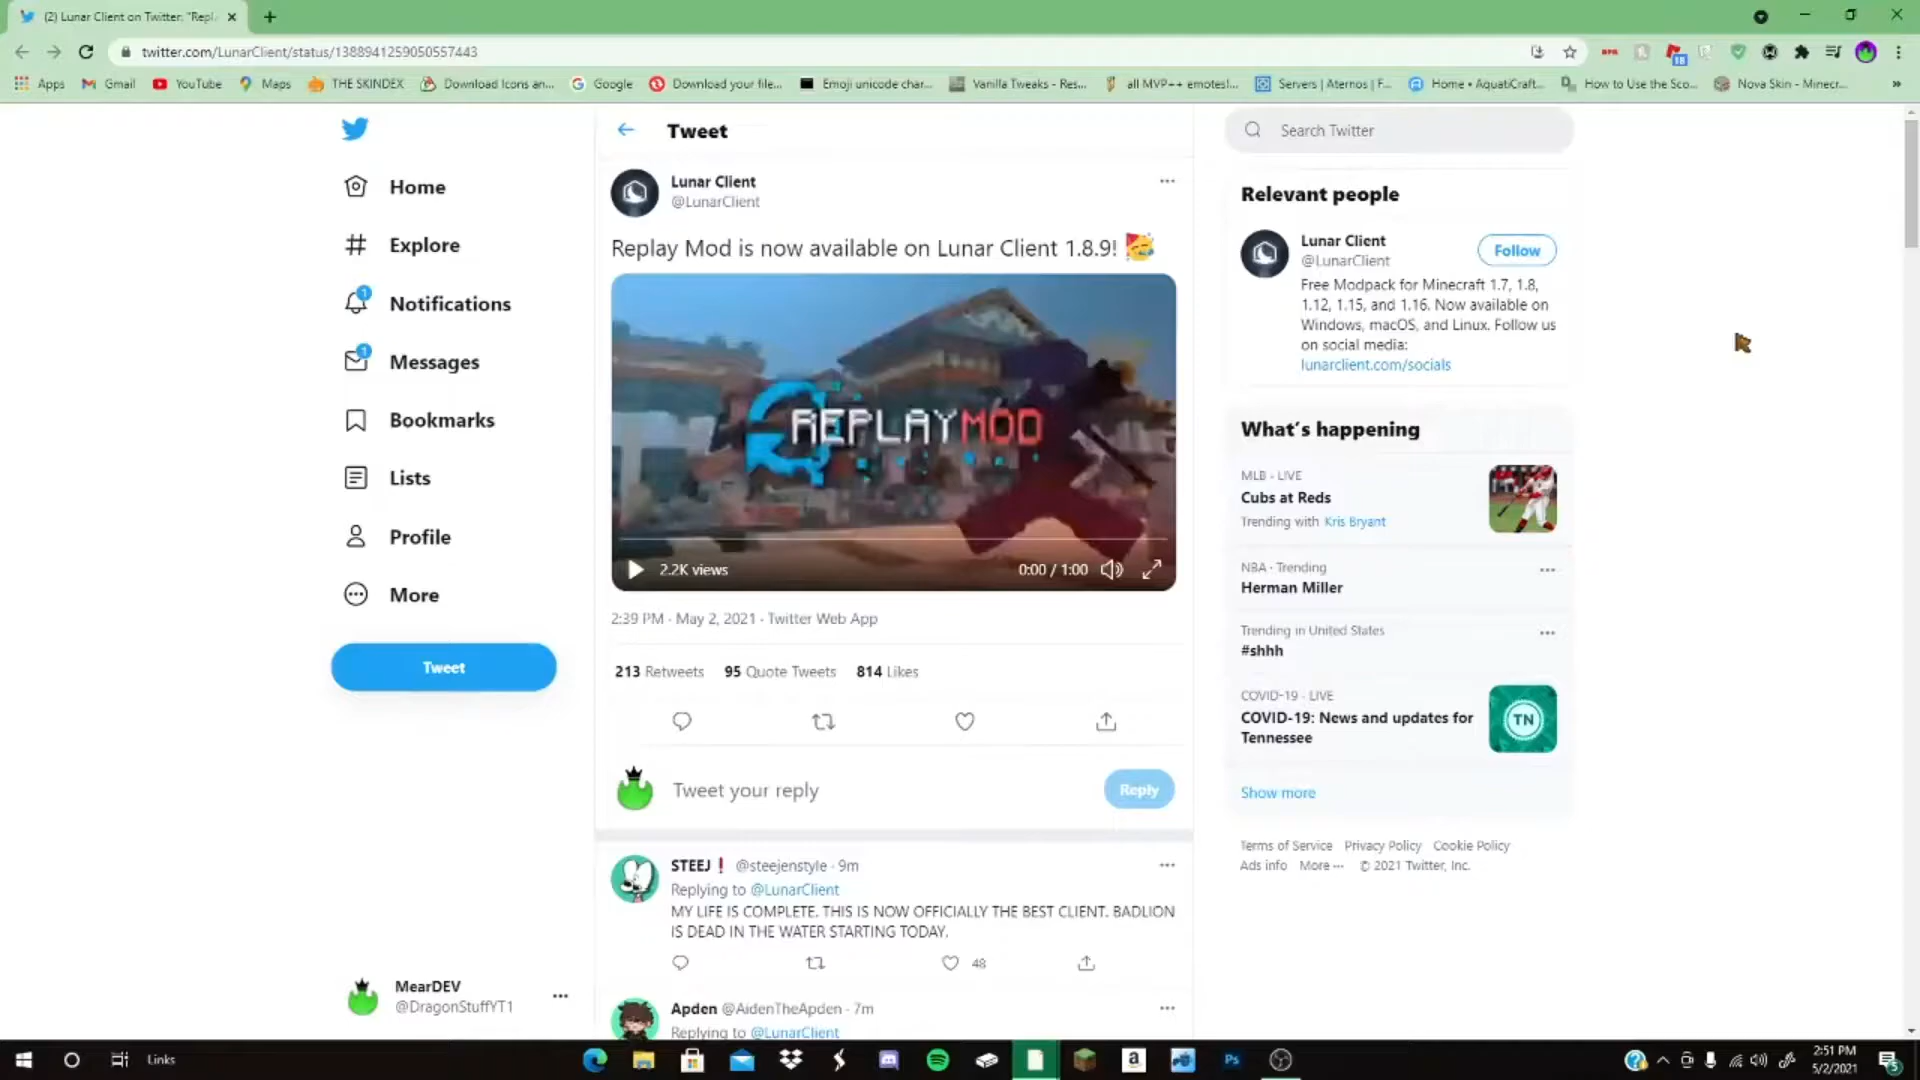 (2) Lunar Client on Twitter: "Repl
twitter.com/LunarClient/status/1388941259050557443
Apps
Gmail
YouTube
Maps
THE SKINDEX
Download Icons an...
Google
Download your file...
Emoji unicode char...
Vanilla Tweaks - Res...
all MVP++ emotes!...
Servers | Aternos | F...
Home • AquatiCraft...
How to Use the Sco...
Nova Skin - Minecr...
»
Home
Explore
1
Notifications
1
Messages
Bookmarks
Lists
Profile
More
Tweet
MearDEV
@DragonStuffYT1
Tweet
Lunar Client
@LunarClient
Replay Mod is now available on Lunar Client 1.8.9! 🥳
REPLAYMOD
2.2K views
0:00 / 1:00
2:39 PM · May 2, 2021 · Twitter Web App
213 Retweets 95 Quote Tweets 814 Likes
Tweet your reply
Reply
STEEJ❗ @steejenstyle · 9m
Replying to @LunarClient
MY LIFE IS COMPLETE. THIS IS NOW OFFICIALLY THE BEST CLIENT. BADLION
IS DEAD IN THE WATER STARTING TODAY.
48
Apden @AidenTheApden · 7m
Replying to @LunarClient
Search Twitter
Relevant people
Lunar Client
@LunarClient
Follow
Free Modpack for Minecraft 1.7, 1.8,
1.12, 1.15, and 1.16. Now available on
Windows, macOS, and Linux. Follow us
on social media:
lunarclient.com/socials
What's happening
MLB · LIVE
Cubs at Reds
Trending with Kris Bryant
NBA · Trending
Herman Miller
Trending in United States
#shhh
COVID-19 · LIVE
COVID-19: News and updates for
Tennessee
TN
Show more
Terms of Service Privacy Policy Cookie Policy
Ads info More ··· © 2021 Twitter, Inc.
Links
a
Ps
2:51 PM
5/2/2021
5